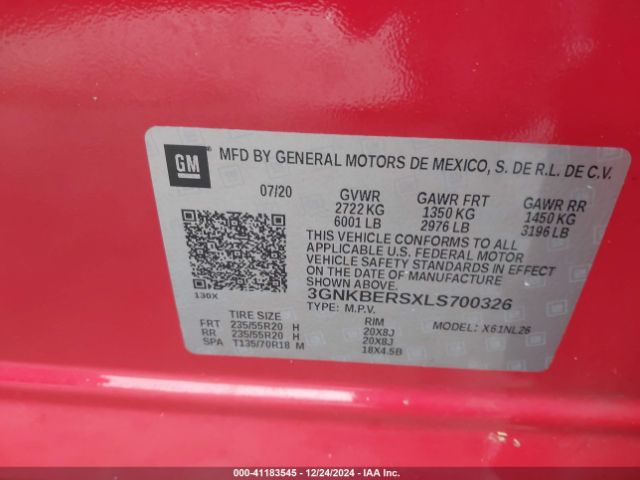 GM
MFD BY GENERAL MOTORS DE MEXICO, S. DE R.L. DE C.V.
07/20 GVWR GAWR FRT GAWR RR
2722 KG 1350 KG 1450 KG
6001 LB 2976 LB 3196 LB
THIS VEHICLE CONFORMS TO ALL
APPLICABLE U.S. FEDERAL MOTOR
VEHICLE SAFETY STANDARDS IN
EFFECT ON THE DATE OF MANUFACTURE
SHOWN ABOVE.
130X
3GNKBERSXLS700326
TYPE: M.P.V. MODEL: X61NL26
TIRE SIZE RIM
FRT 235/55R20 H 20X8J
RR 235/55R20 H 20X8J
SPA T135/70R18 M 18X4.5B
000-41183545 - 12/24/2024 - IAA Inc.